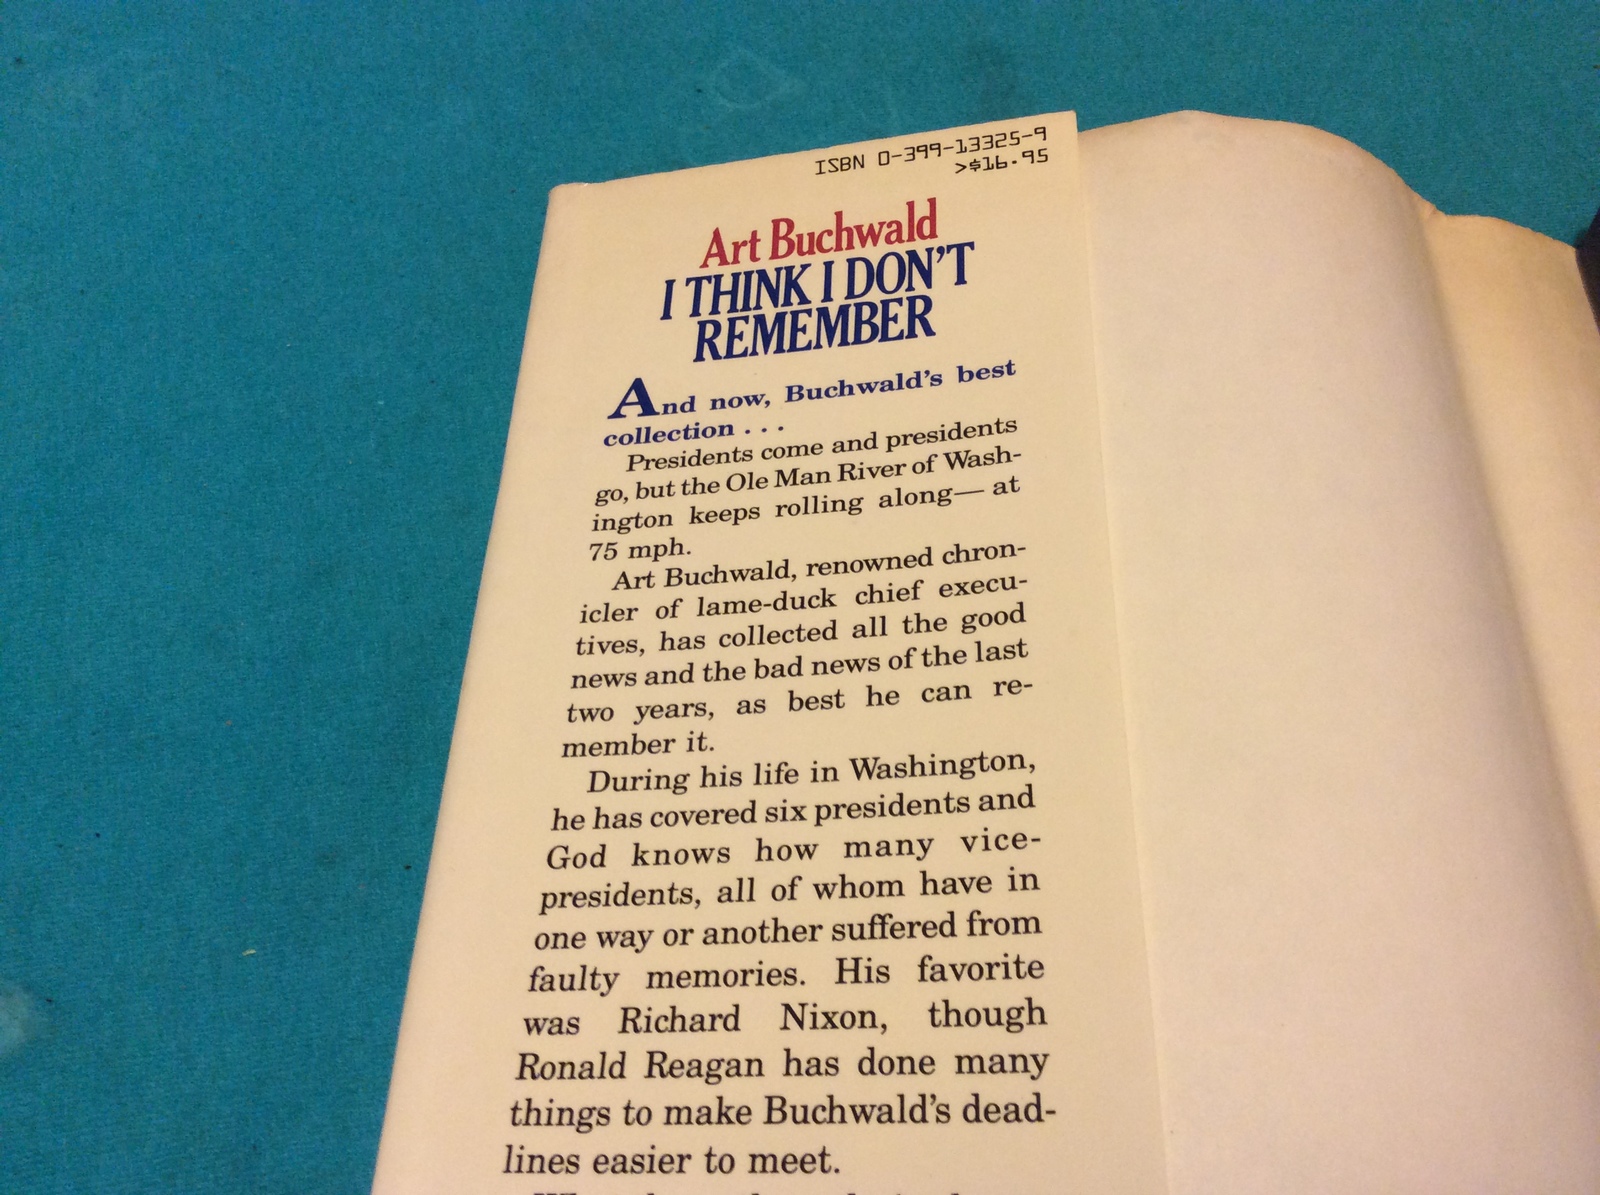 ISBN 0-399-13325-9
>$16.95
Art Buchwald
I THINK I DON'T
REMEMBER
And now, Buchwald's best
collection . . .
Presidents come and presidents
go, but the Ole Man River of Wash-
ington keeps rolling along— at
75 mph.
Art Buchwald, renowned chron-
icler of lame-duck chief execu-
tives, has collected all the good
news and the bad news of the last
two years, as best he can re-
member it.
During his life in Washington,
he has covered six presidents and
God knows how many vice-
presidents, all of whom have in
one way or another suffered from
faulty memories. His favorite
was Richard Nixon, though
Ronald Reagan has done many
things to make Buchwald's dead-
lines easier to meet.